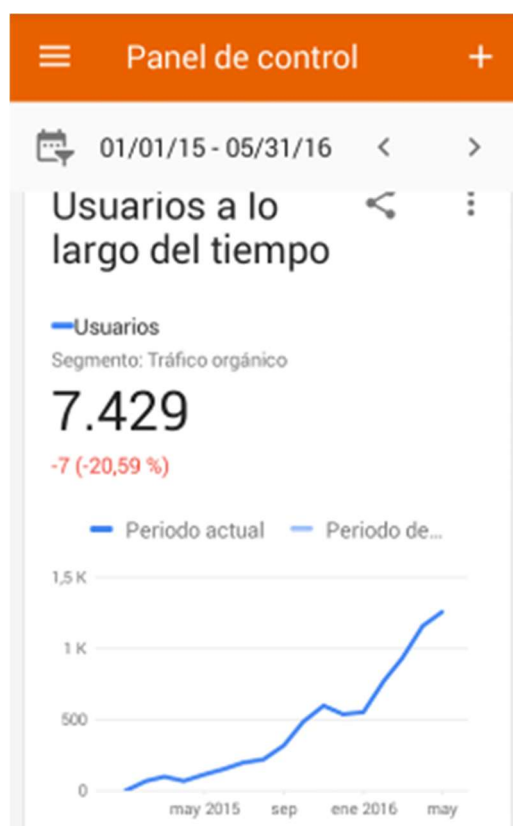 Panel de control
01/01/15 - 05/31/16
Usuarios a lo
largo del tiempo
Usuarios
Segmento: Tráfico orgánico
7.429
-7 (-20,59 %)
Periodo actual Periodo de...
1,5 K
1 K
500
0
may 2015 sep ene 2016 may